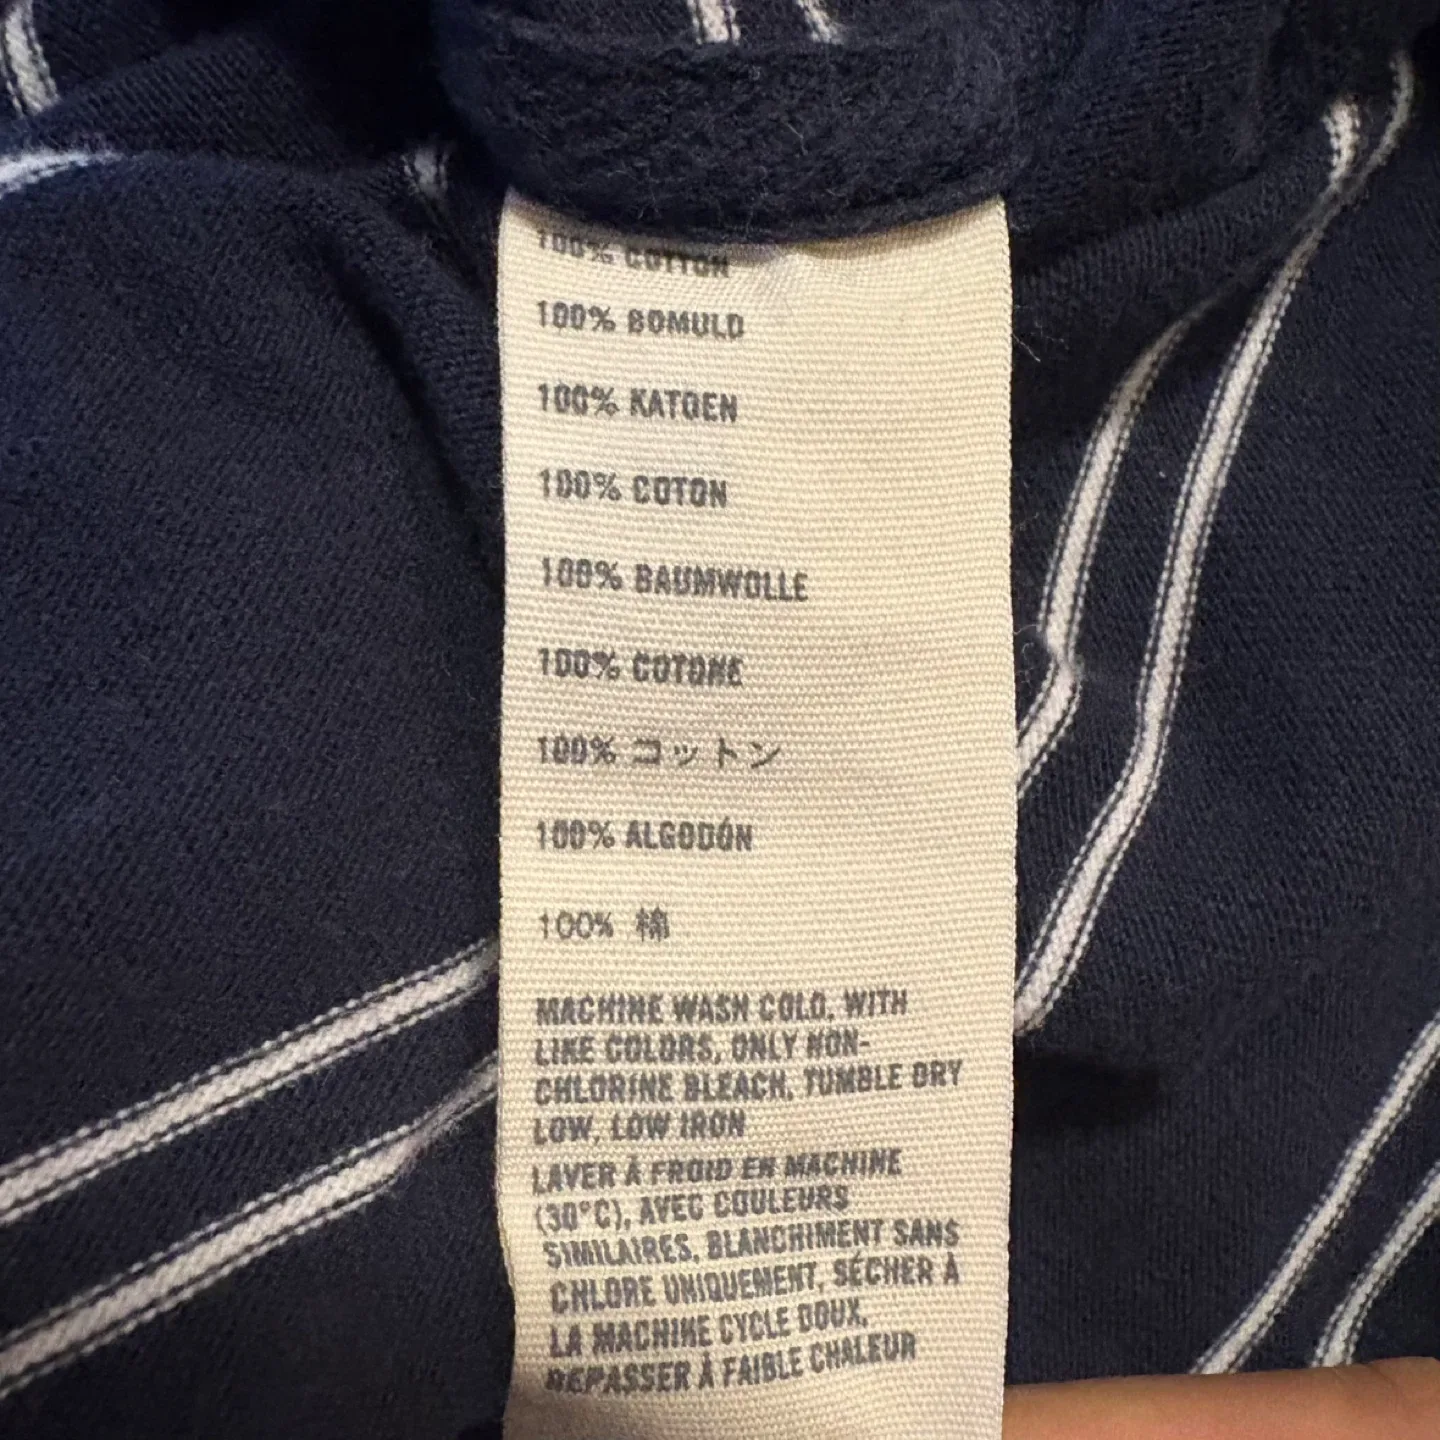 100% COTTON
100% BOMULD
100% KATOEN
100% COTON
100% BAUMWOLLE
100% COTONE
100% コットン
100% ALGODÓN
100% 棉
MACHINE WASH COLD, WITH
LIKE COLORS, ONLY NON-
CHLORINE BLEACH, TUMBLE DRY
LOW, LOW IRON
LAVER À FROID EN MACHINE
(30°C), AVEC COULEURS
SIMILAIRES, BLANCHIMENT SANS
CHLORE UNIQUEMENT, SÉCHER À
LA MACHINE CYCLE DOUX,
REPASSER À FAIBLE CHALEUR